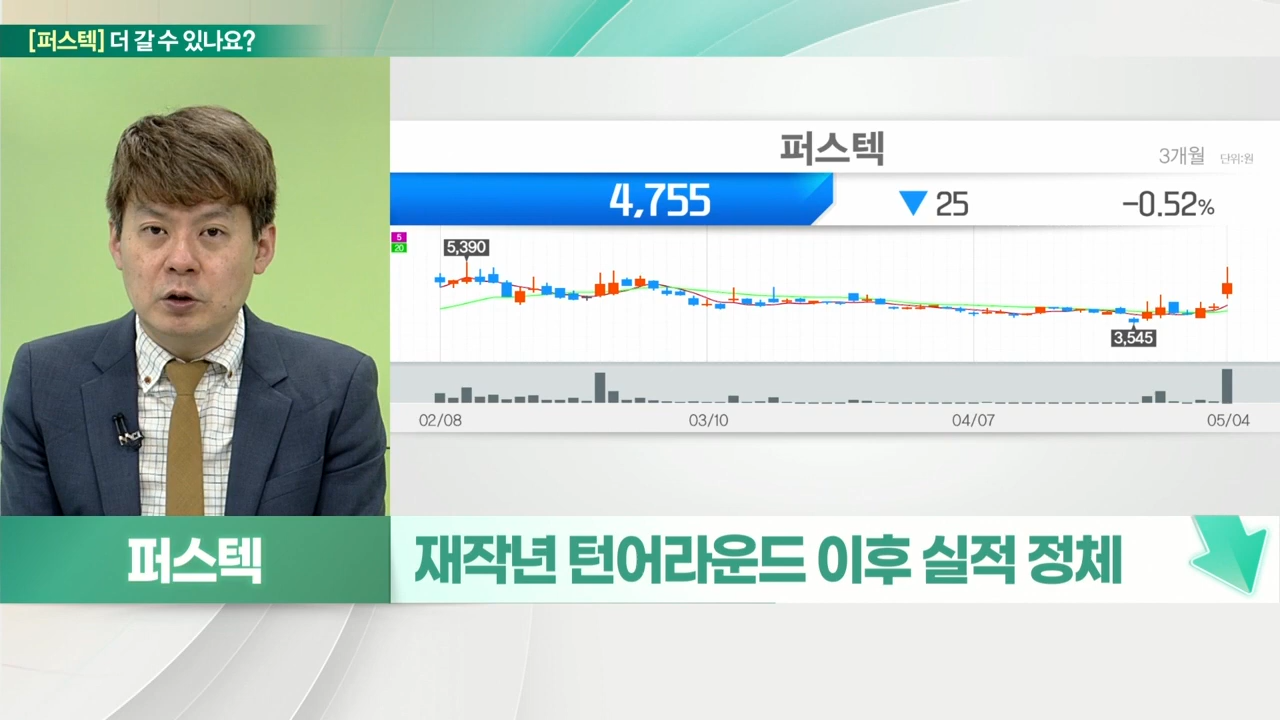 [퍼스텍] 더 갈 수 있나요?
퍼스텍
3개월 단위:원
4,755 ▼ 25 -0.52%
5
20
5,390
3,545
02/08 03/10 04/07 05/04
퍼스텍
재작년 턴어라운드 이후 실적 정체